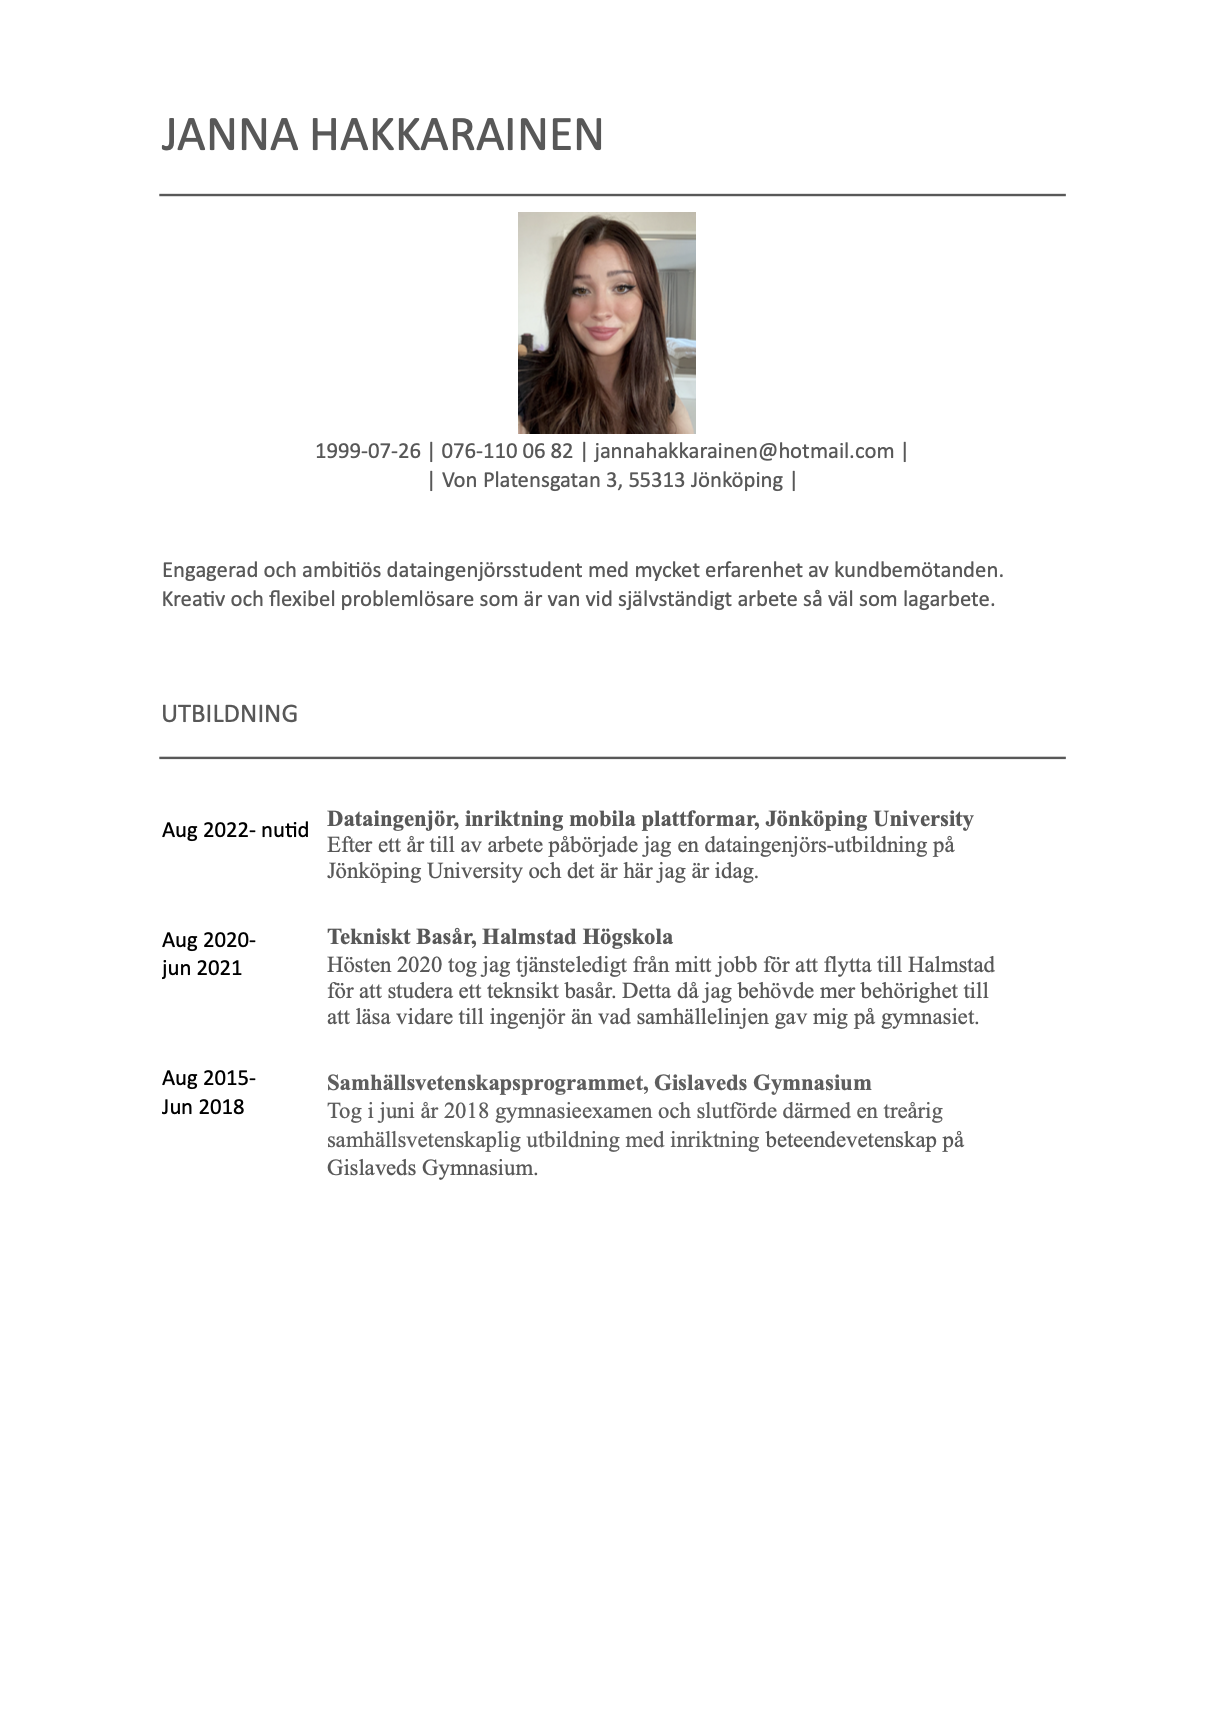 JANNA HAKKARAINEN
1999-07-26 | 076-110 06 82 | jannahakkarainen@hotmail.com |
| Von Platensgatan 3, 55313 Jönköping |
Engagerad och ambitiös dataingenjörsstudent med mycket erfarenhet av kundbemötanden.
Kreativ och flexibel problemlösare som är van vid självständigt arbete så väl som lagarbete.
UTBILDNING
Aug 2022- nutid
Dataingenjör, inriktning mobila plattformar, Jönköping University
Efter ett år till av arbete påbörjade jag en dataingenjörs-utbildning på
Jönköping University och det är här jag är idag.
Aug 2020-
jun 2021
Tekniskt Basår, Halmstad Högskola
Hösten 2020 tog jag tjänsteledigt från mitt jobb för att flytta till Halmstad
för att studera ett teknsikt basår. Detta då jag behövde mer behörighet till
att läsa vidare till ingenjör än vad samhällelinjen gav mig på gymnasiet.
Aug 2015-
Jun 2018
Samhällsvetenskapsprogrammet, Gislaveds Gymnasium
Tog i juni år 2018 gymnasieexamen och slutförde därmed en treårig
samhällsvetenskaplig utbildning med inriktning beteendevetenskap på
Gislaveds Gymnasium.